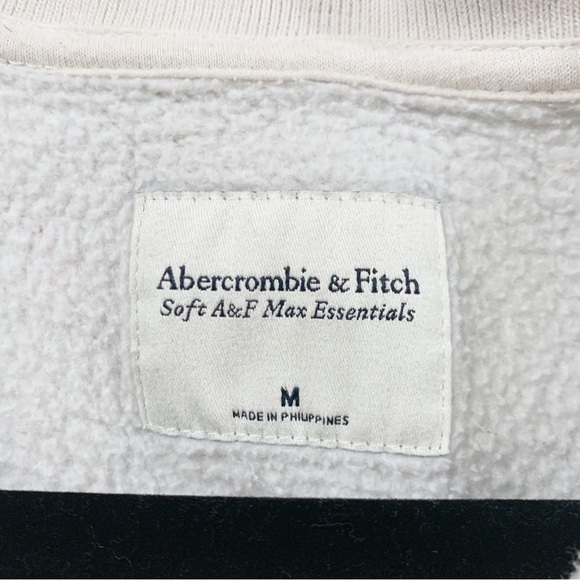 Abercrombie & Fitch
Soft A&F Max Essentials
M
MADE IN PHILIPPINES